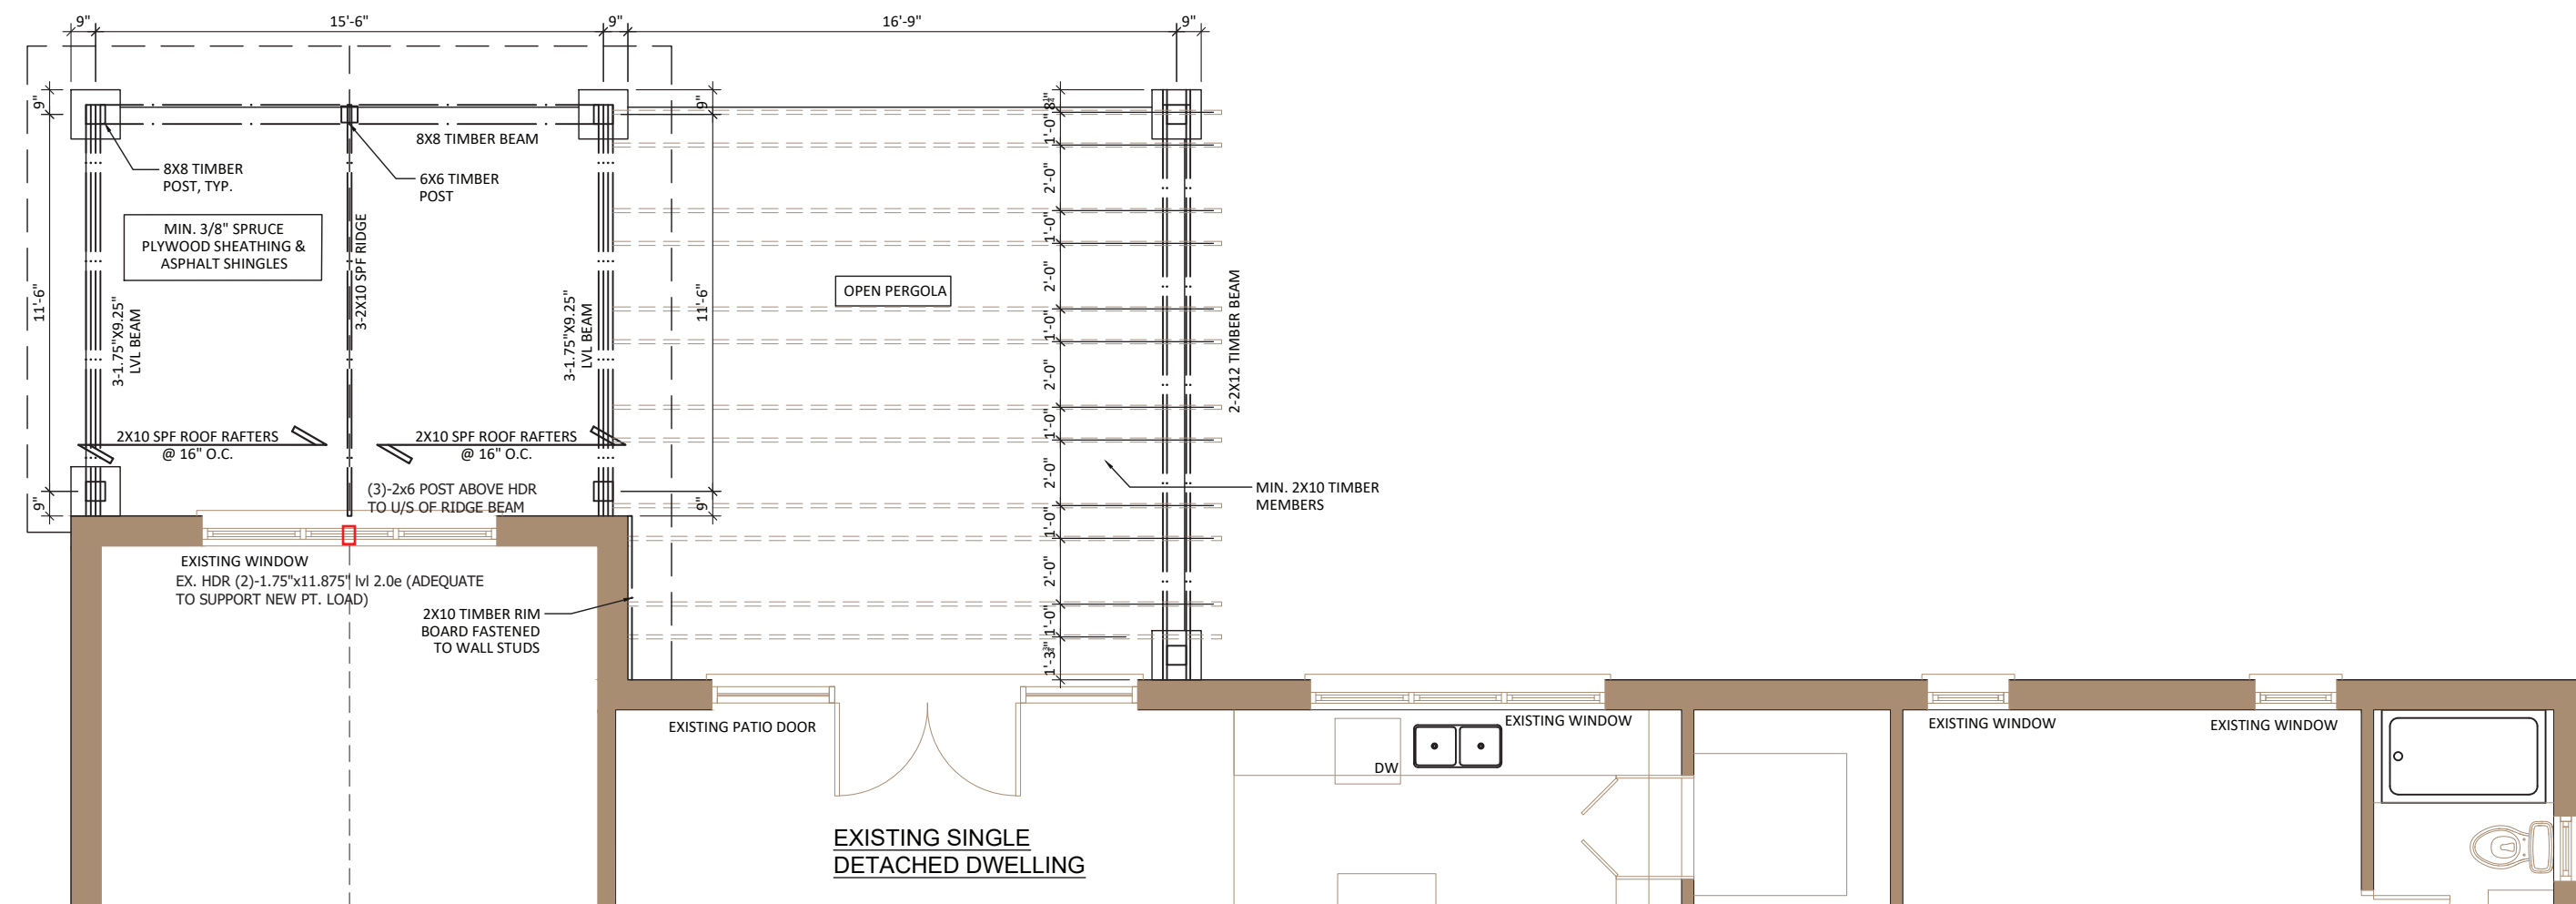 9"
15'-6"
9"
16'-9"
9"
9"
9"
8¼"
1'-0"
8X8 TIMBER BEAM
8X8 TIMBER
POST, TYP.
6X6 TIMBER
POST
2'-0"
MIN. 3/8" SPRUCE
PLYWOOD SHEATHING &
ASPHALT SHINGLES
3-2X10 SPF RIDGE
1'-0"
11'-6"
3-1.75"X9.25"
LVL BEAM
3-1.75"X9.25"
LVL BEAM
11'-6"
OPEN PERGOLA
2'-0"
1'-0"
2-2X12 TIMBER BEAM
2'-0"
1'-0"
2X10 SPF ROOF RAFTERS
@ 16" O.C.
2X10 SPF ROOF RAFTERS
@ 16" O.C.
2'-0"
MIN. 2X10 TIMBER
MEMBERS
(3)-2x6 POST ABOVE HDR
TO U/S OF RIDGE BEAM
9"
9"
1'-0"
EXISTING WINDOW
EX. HDR (2)-1.75"x11.875" lvl 2.0e (ADEQUATE
TO SUPPORT NEW PT. LOAD)
2'-0"
2X10 TIMBER RIM
BOARD FASTENED
TO WALL STUDS
1'-0"
1'-3¾"
EXISTING PATIO DOOR
EXISTING WINDOW
EXISTING WINDOW
EXISTING WINDOW
DW
EXISTING SINGLE
DETACHED DWELLING